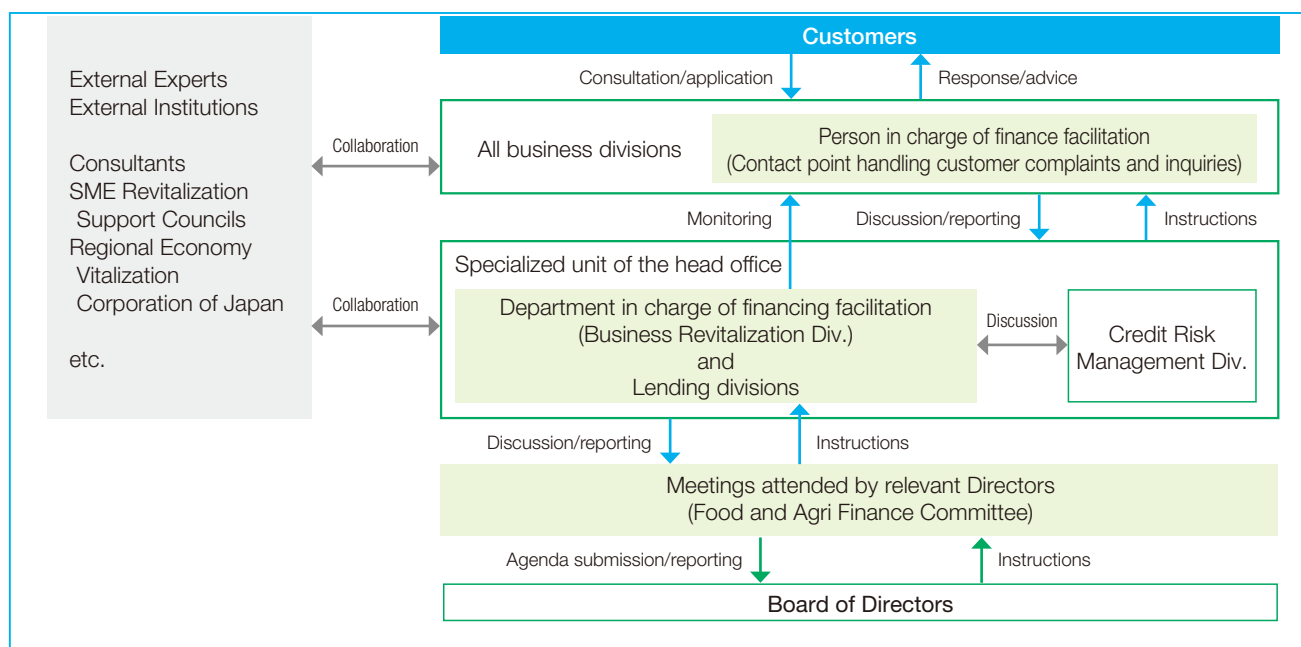 External Experts
External Institutions
Consultants
SME Revitalization
Support Councils
Regional Economy
Vitalization
Corporation of Japan
etc.
Customers
Consultation/application
Response/advice
Collaboration
All business divisions
Person in charge of finance facilitation
(Contact point handling customer complaints and inquiries)
Monitoring
Discussion/reporting
Instructions
Specialized unit of the head office
Collaboration
Department in charge of financing facilitation
(Business Revitalization Div.)
and
Lending divisions
Discussion
Credit Risk
Management Div.
Discussion/reporting
Instructions
Meetings attended by relevant Directors
(Food and Agri Finance Committee)
Agenda submission/reporting
Instructions
Board of Directors